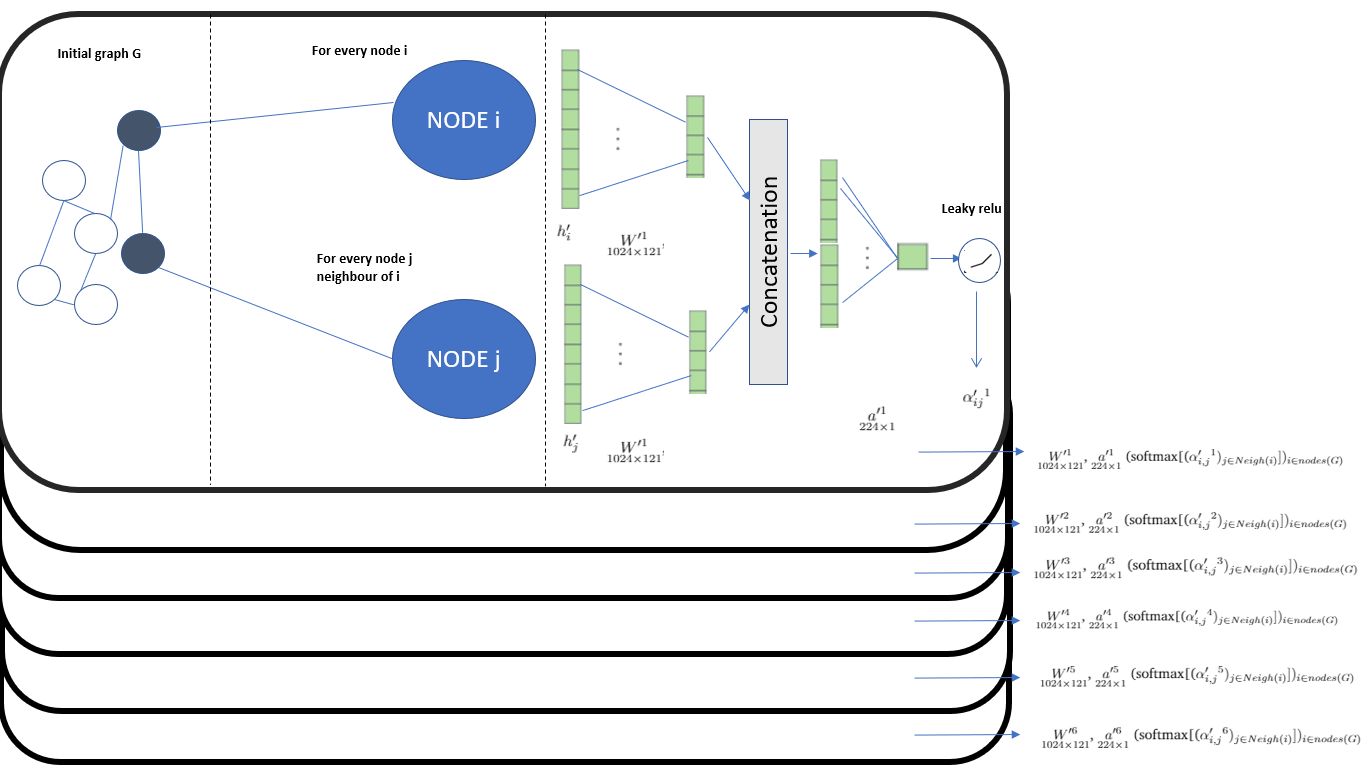 Initial graph G
For every node i
NODE i
h′_i
W′^1
1024×121'
For every node j
neighbour of i
NODE j
h′_j
W′^1
1024×121'
Concatenation
a′^1
224×1
Leaky relu
α′_ij^1
W′^1 1024×121, a′^1 224×1 (softmax[(α′_i,j^1)_j∈Neigh(i)])_i∈nodes(G)
W′^2 1024×121, a′^2 224×1 (softmax[(α′_i,j^2)_j∈Neigh(i)])_i∈nodes(G)
W′^3 1024×121, a′^3 224×1 (softmax[(α′_i,j^3)_j∈Neigh(i)])_i∈nodes(G)
W′^4 1024×121, a′^4 224×1 (softmax[(α′_i,j^4)_j∈Neigh(i)])_i∈nodes(G)
W′^5 1024×121, a′^5 224×1 (softmax[(α′_i,j^5)_j∈Neigh(i)])_i∈nodes(G)
W′^6 1024×121, a′^6 224×1 (softmax[(α′_i,j^6)_j∈Neigh(i)])_i∈nodes(G)